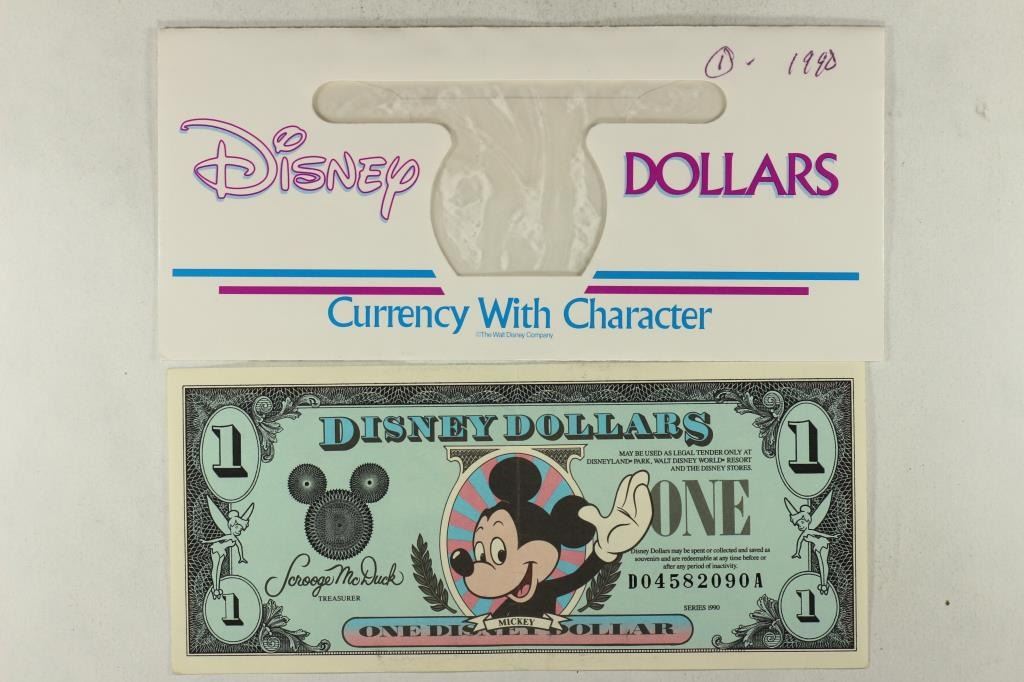 ① - 1990
DISNEY DOLLARS
Currency With Character
©The Walt Disney Company
1 DISNEY DOLLARS 1
MAY BE USED AS LEGAL TENDER ONLY AT
DISNEYLAND® PARK, WALT DISNEY WORLD® RESORT
AND THE DISNEY STORES.
ONE
D
Disney Dollars may be spent or collected and saved as
souvenirs and are redeemable at any time before or
after any period of inactivity.
D04582090A
Scrooge McDuck
TREASURER
SERIES 1990
1 MICKEY 1
ONE DISNEY DOLLAR